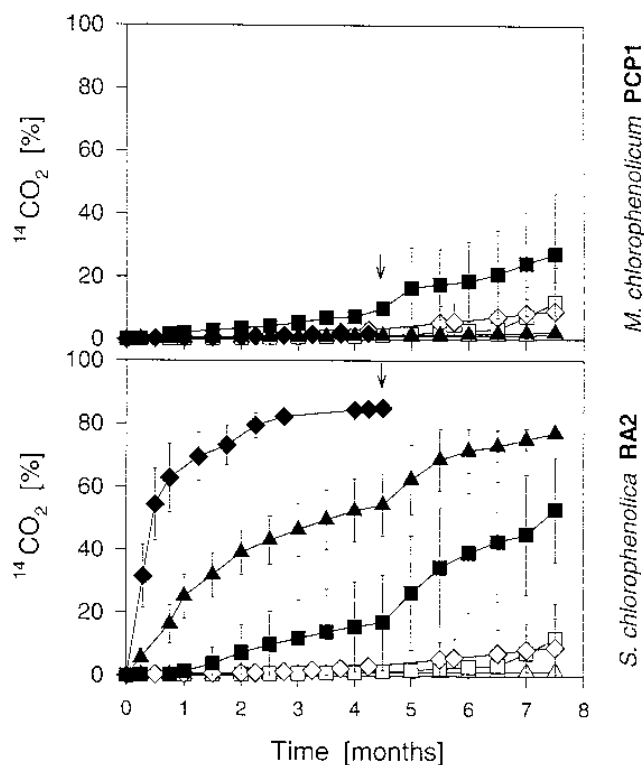 100
80
60
40
20
0
¹⁴CO₂ [%]
M. chlorophenolicum PCP1
100
80
60
40
20
0
¹⁴CO₂ [%]
S. chlorophenolica RA2
0 1 2 3 4 5 6 7 8
Time [months]